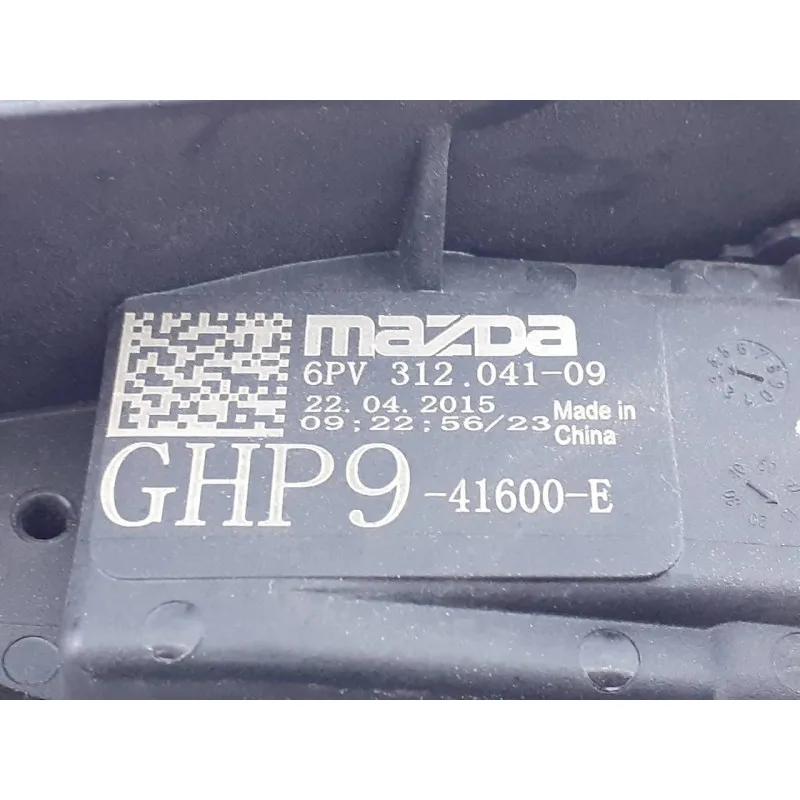 mazda
6PV 312.041-09
22.04.2015
09:22:56/23
Made in
China
GHP9-41600-E